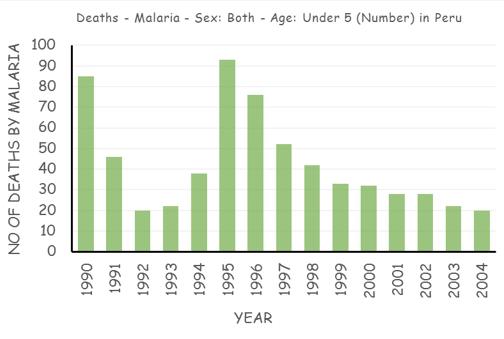 Deaths - Malaria - Sex: Both - Age: Under 5 (Number) in Peru
NO OF DEATHS BY MALARIA
100
90
80
70
60
50
40
30
20
10
0
1990 1991 1992 1993 1994 1995 1996 1997 1998 1999 2000 2001 2002 2003 2004
YEAR